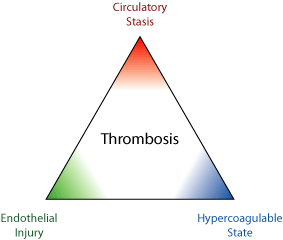 Circulatory
Stasis
Thrombosis
Endothelial
Injury
Hypercoagulable
State